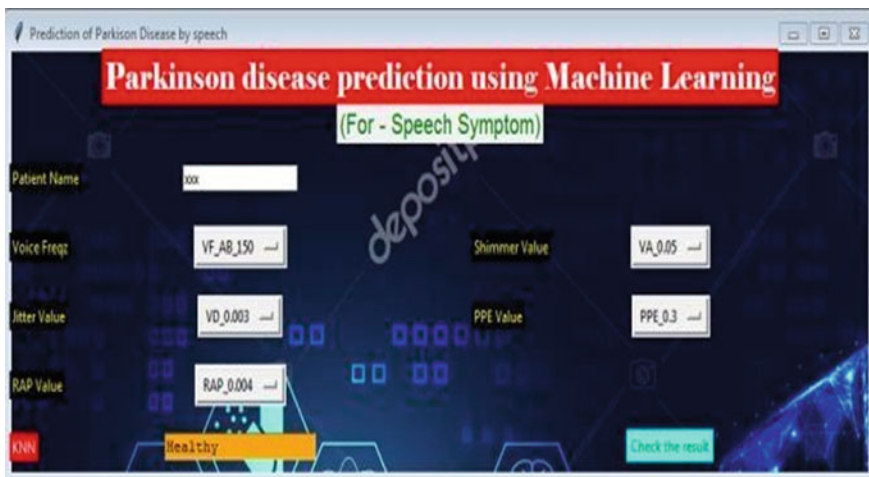 Prediction of Parkison Disease by speech
Parkinson disease prediction using Machine Learning
(For - Speech Symptom)
Patient Name xxx
Voice Freqz VF_AB_150 Shimmer Value VA_0.05
Jitter Value VD_0.003 PPE Value PPE_0.3
RAP Value RAP_0.004
KNN Healthy Check the result